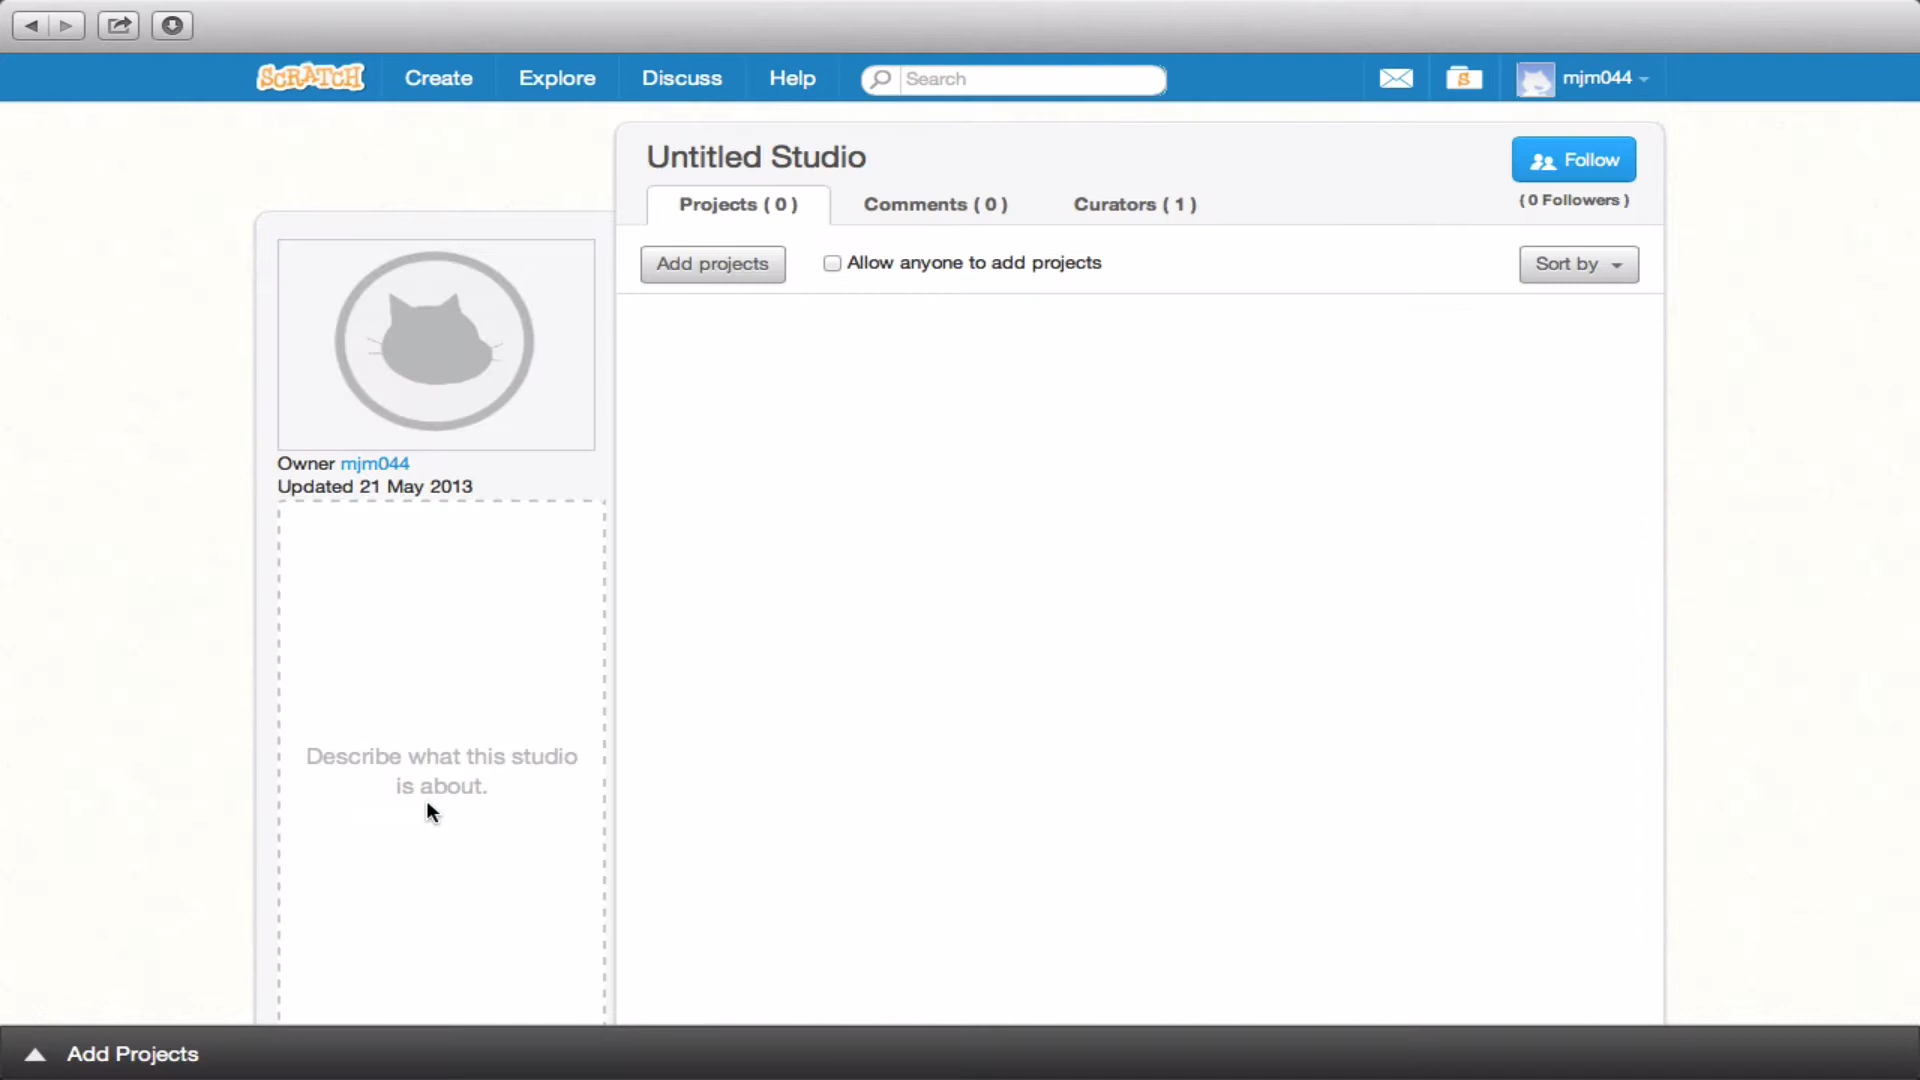 SCRATCH Create Explore Discuss Help Search S mjm044
Untitled Studio
Follow
Projects ( 0 ) Comments ( 0 ) Curators ( 1 )
( 0 Followers )
Add projects Allow anyone to add projects Sort by
Owner mjm044
Updated 21 May 2013
Describe what this studio
is about.
Add Projects